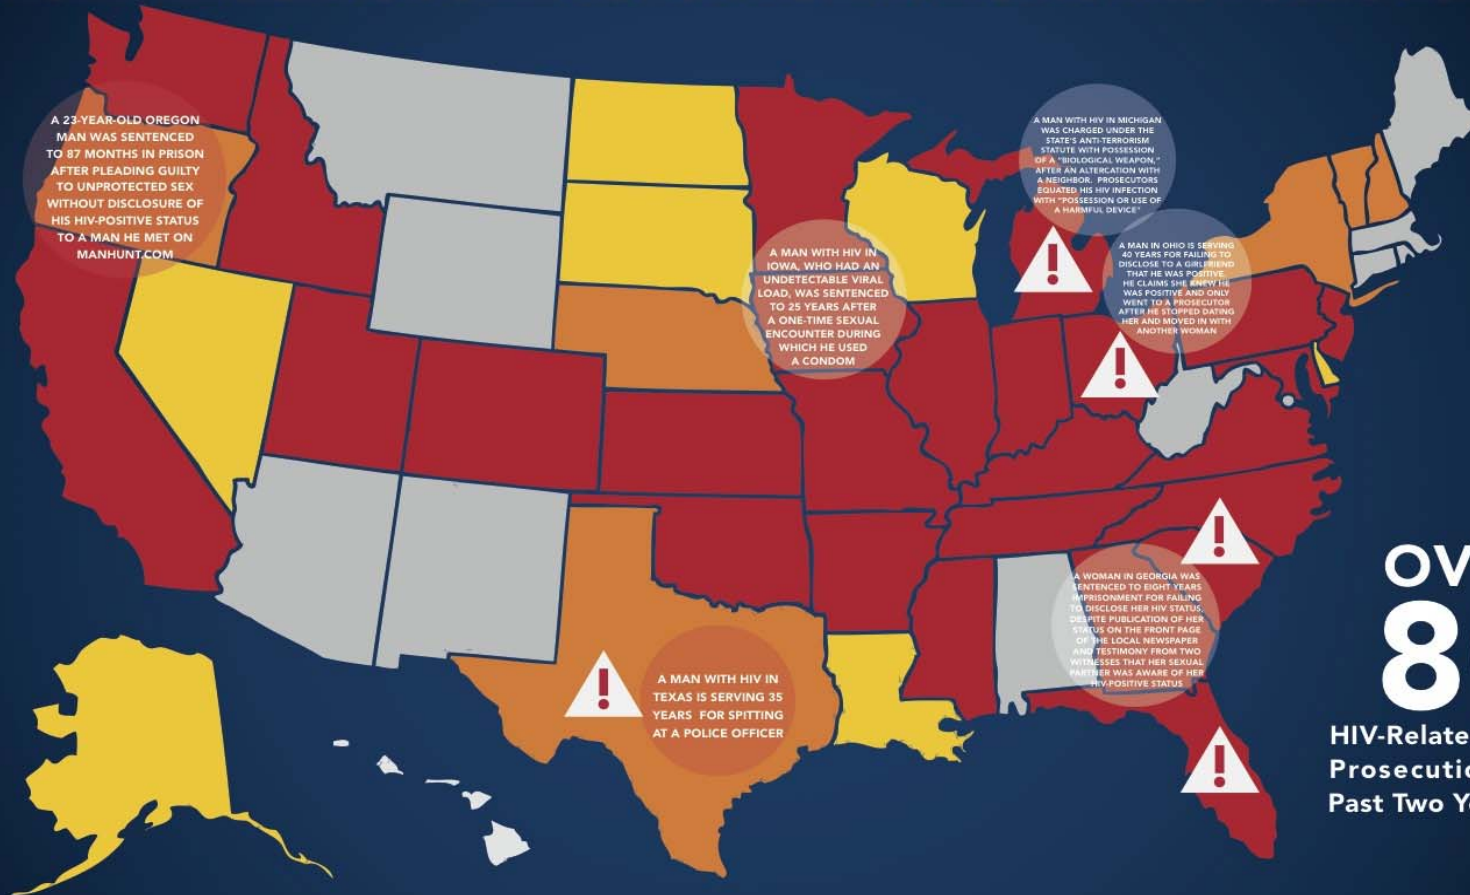 A 23-YEAR-OLD OREGON
MAN WAS SENTENCED
TO 87 MONTHS IN PRISON
AFTER PLEADING GUILTY
TO UNPROTECTED SEX
WITHOUT DISCLOSURE OF
HIS HIV-POSITIVE STATUS
TO A MAN HE MET ON
MANHUNT.COM
A MAN WITH HIV IN MICHIGAN
WAS CHARGED UNDER THE
STATE'S ANTI-TERRORISM
STATUTE WITH POSSESSION
OF A "BIOLOGICAL WEAPON,"
AFTER AN ALTERCATION WITH
A NEIGHBOR. PROSECUTORS
EQUATED HIS HIV INFECTION
WITH "POSSESSION OR USE OF
A HARMFUL DEVICE"
A MAN WITH HIV IN
IOWA, WHO HAD AN
UNDETECTABLE VIRAL
LOAD, WAS SENTENCED
TO 25 YEARS AFTER
A ONE-TIME SEXUAL
ENCOUNTER DURING
WHICH HE USED
A CONDOM
A MAN IN OHIO IS SERVING
40 YEARS FOR FAILING TO
DISCLOSE TO A GIRLFRIEND
THAT HE WAS POSITIVE.
HE CLAIMS SHE KNEW HE
WAS POSITIVE AND ONLY
WENT TO A PROSECUTOR
AFTER HE STOPPED DATING
HER AND MOVED IN WITH
ANOTHER WOMAN
A WOMAN IN GEORGIA WAS
SENTENCED TO EIGHT YEARS
IMPRISONMENT FOR FAILING
TO DISCLOSE HER HIV STATUS,
DESPITE PUBLICATION OF HER
STATUS ON THE FRONT PAGE
OF THE LOCAL NEWSPAPER
AND TESTIMONY FROM TWO
WITNESSES THAT HER SEXUAL
PARTNER WAS AWARE OF HER
HIV-POSITIVE STATUS
!
!
!
!
!
A MAN WITH HIV IN
TEXAS IS SERVING 35
YEARS FOR SPITTING
AT A POLICE OFFICER
OV
8
HIV-Relate
Prosecutio
Past Two Y